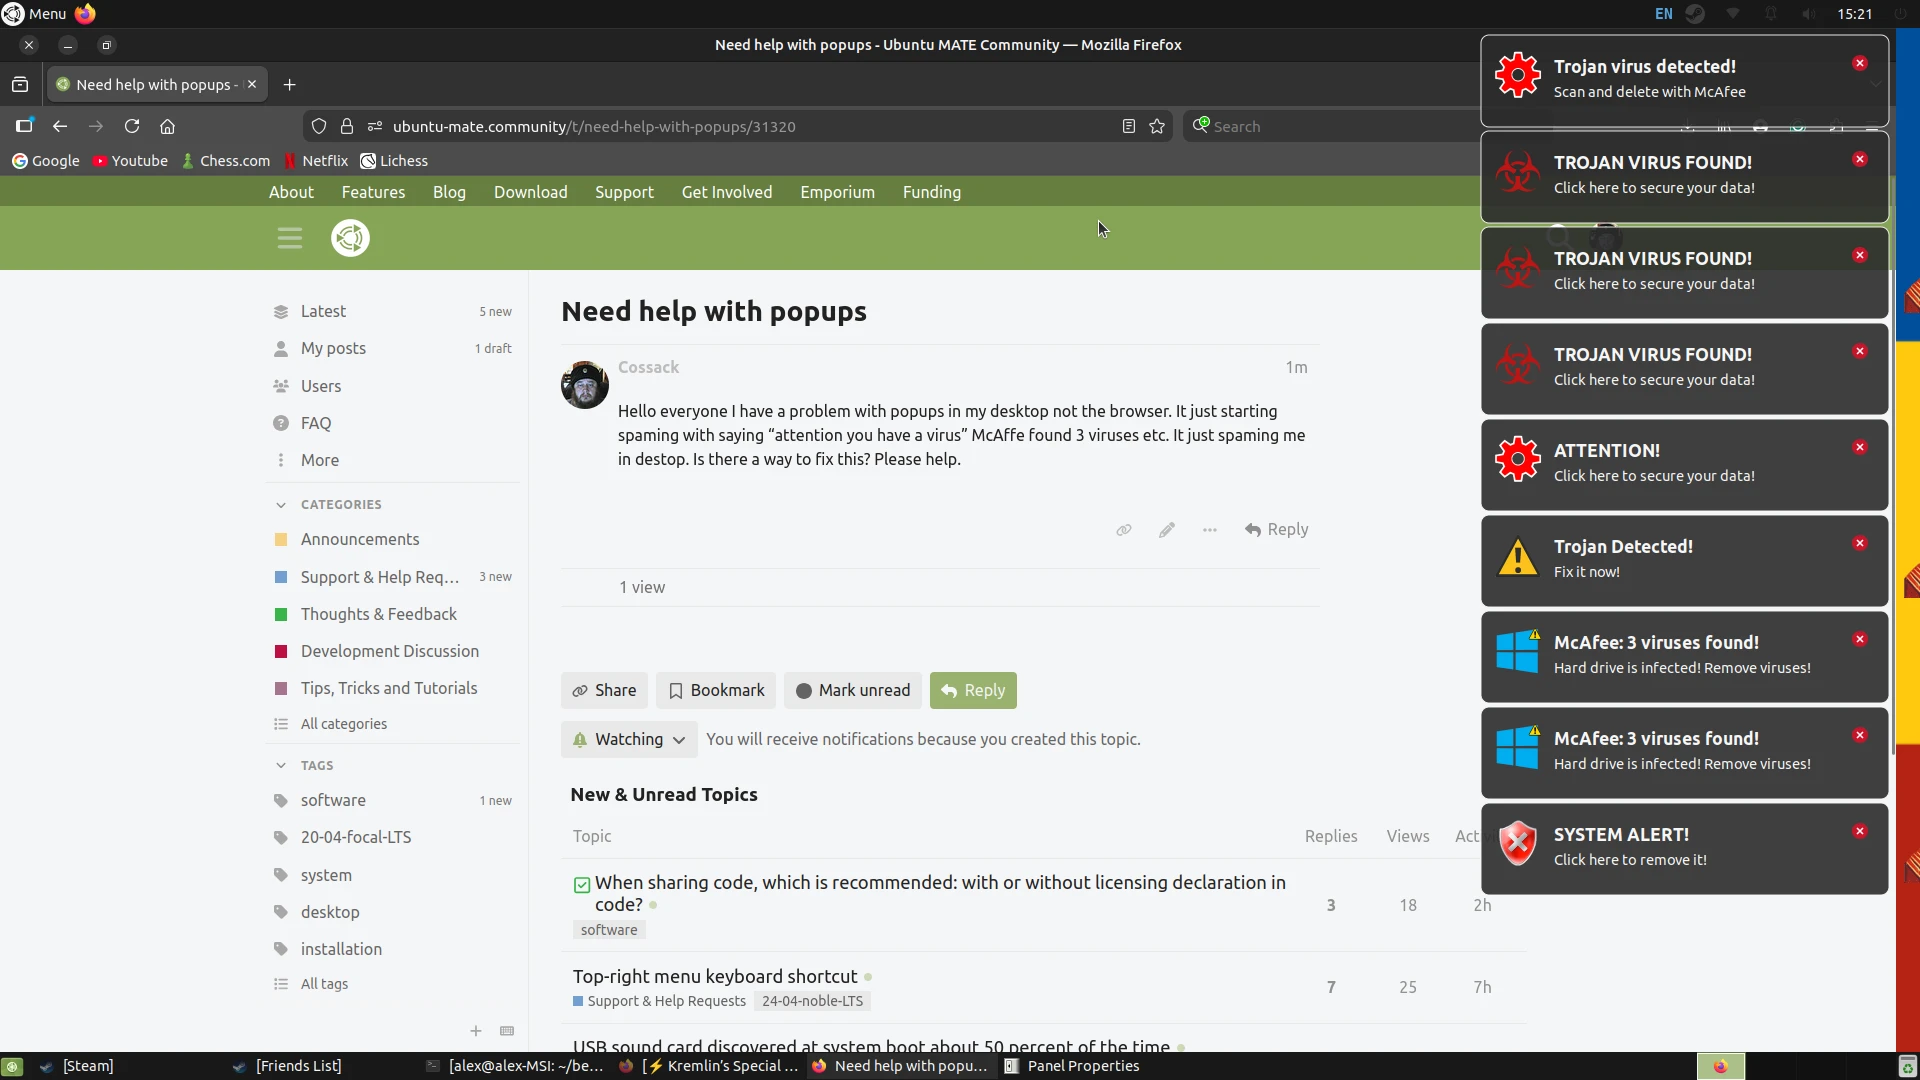 Menu
EN
15:21
Need help with popups - Ubuntu MATE Community — Mozilla Firefox
Need help with popups -
ubuntu-mate.community/t/need-help-with-popups/31320
Search
Google
Youtube
Chess.com
Netflix
Lichess
About
Features
Blog
Download
Support
Get Involved
Emporium
Funding
Latest
5 new
My posts
1 draft
Users
FAQ
More
CATEGORIES
Announcements
Support & Help Req...
3 new
Thoughts & Feedback
Development Discussion
Tips, Tricks and Tutorials
All categories
TAGS
software
1 new
20-04-focal-LTS
system
desktop
installation
All tags
Need help with popups
Cossack
1m
Hello everyone I have a problem with popups in my desktop not the browser. It just starting
spaming with saying “attention you have a virus” McAffe found 3 viruses etc. It just spaming me
in destop. Is there a way to fix this? Please help.
Reply
1 view
Share
Bookmark
Mark unread
Reply
Watching
You will receive notifications because you created this topic.
New & Unread Topics
Topic
Replies
Views
When sharing code, which is recommended: with or without licensing declaration in
code?
software
3
18
2h
Top-right menu keyboard shortcut
Support & Help Requests
24-04-noble-LTS
7
25
7h
USB sound card discovered at system boot about 50 percent of the time
Trojan virus detected!
Scan and delete with McAfee
TROJAN VIRUS FOUND!
Click here to secure your data!
TROJAN VIRUS FOUND!
Click here to secure your data!
TROJAN VIRUS FOUND!
Click here to secure your data!
ATTENTION!
Click here to secure your data!
Trojan Detected!
Fix it now!
McAfee: 3 viruses found!
Hard drive is infected! Remove viruses!
McAfee: 3 viruses found!
Hard drive is infected! Remove viruses!
SYSTEM ALERT!
Click here to remove it!
[Steam]
[Friends List]
[alex@alex-MSI: ~/be...
[⚡ Kremlin's Special ...
Need help with popu...
Panel Properties